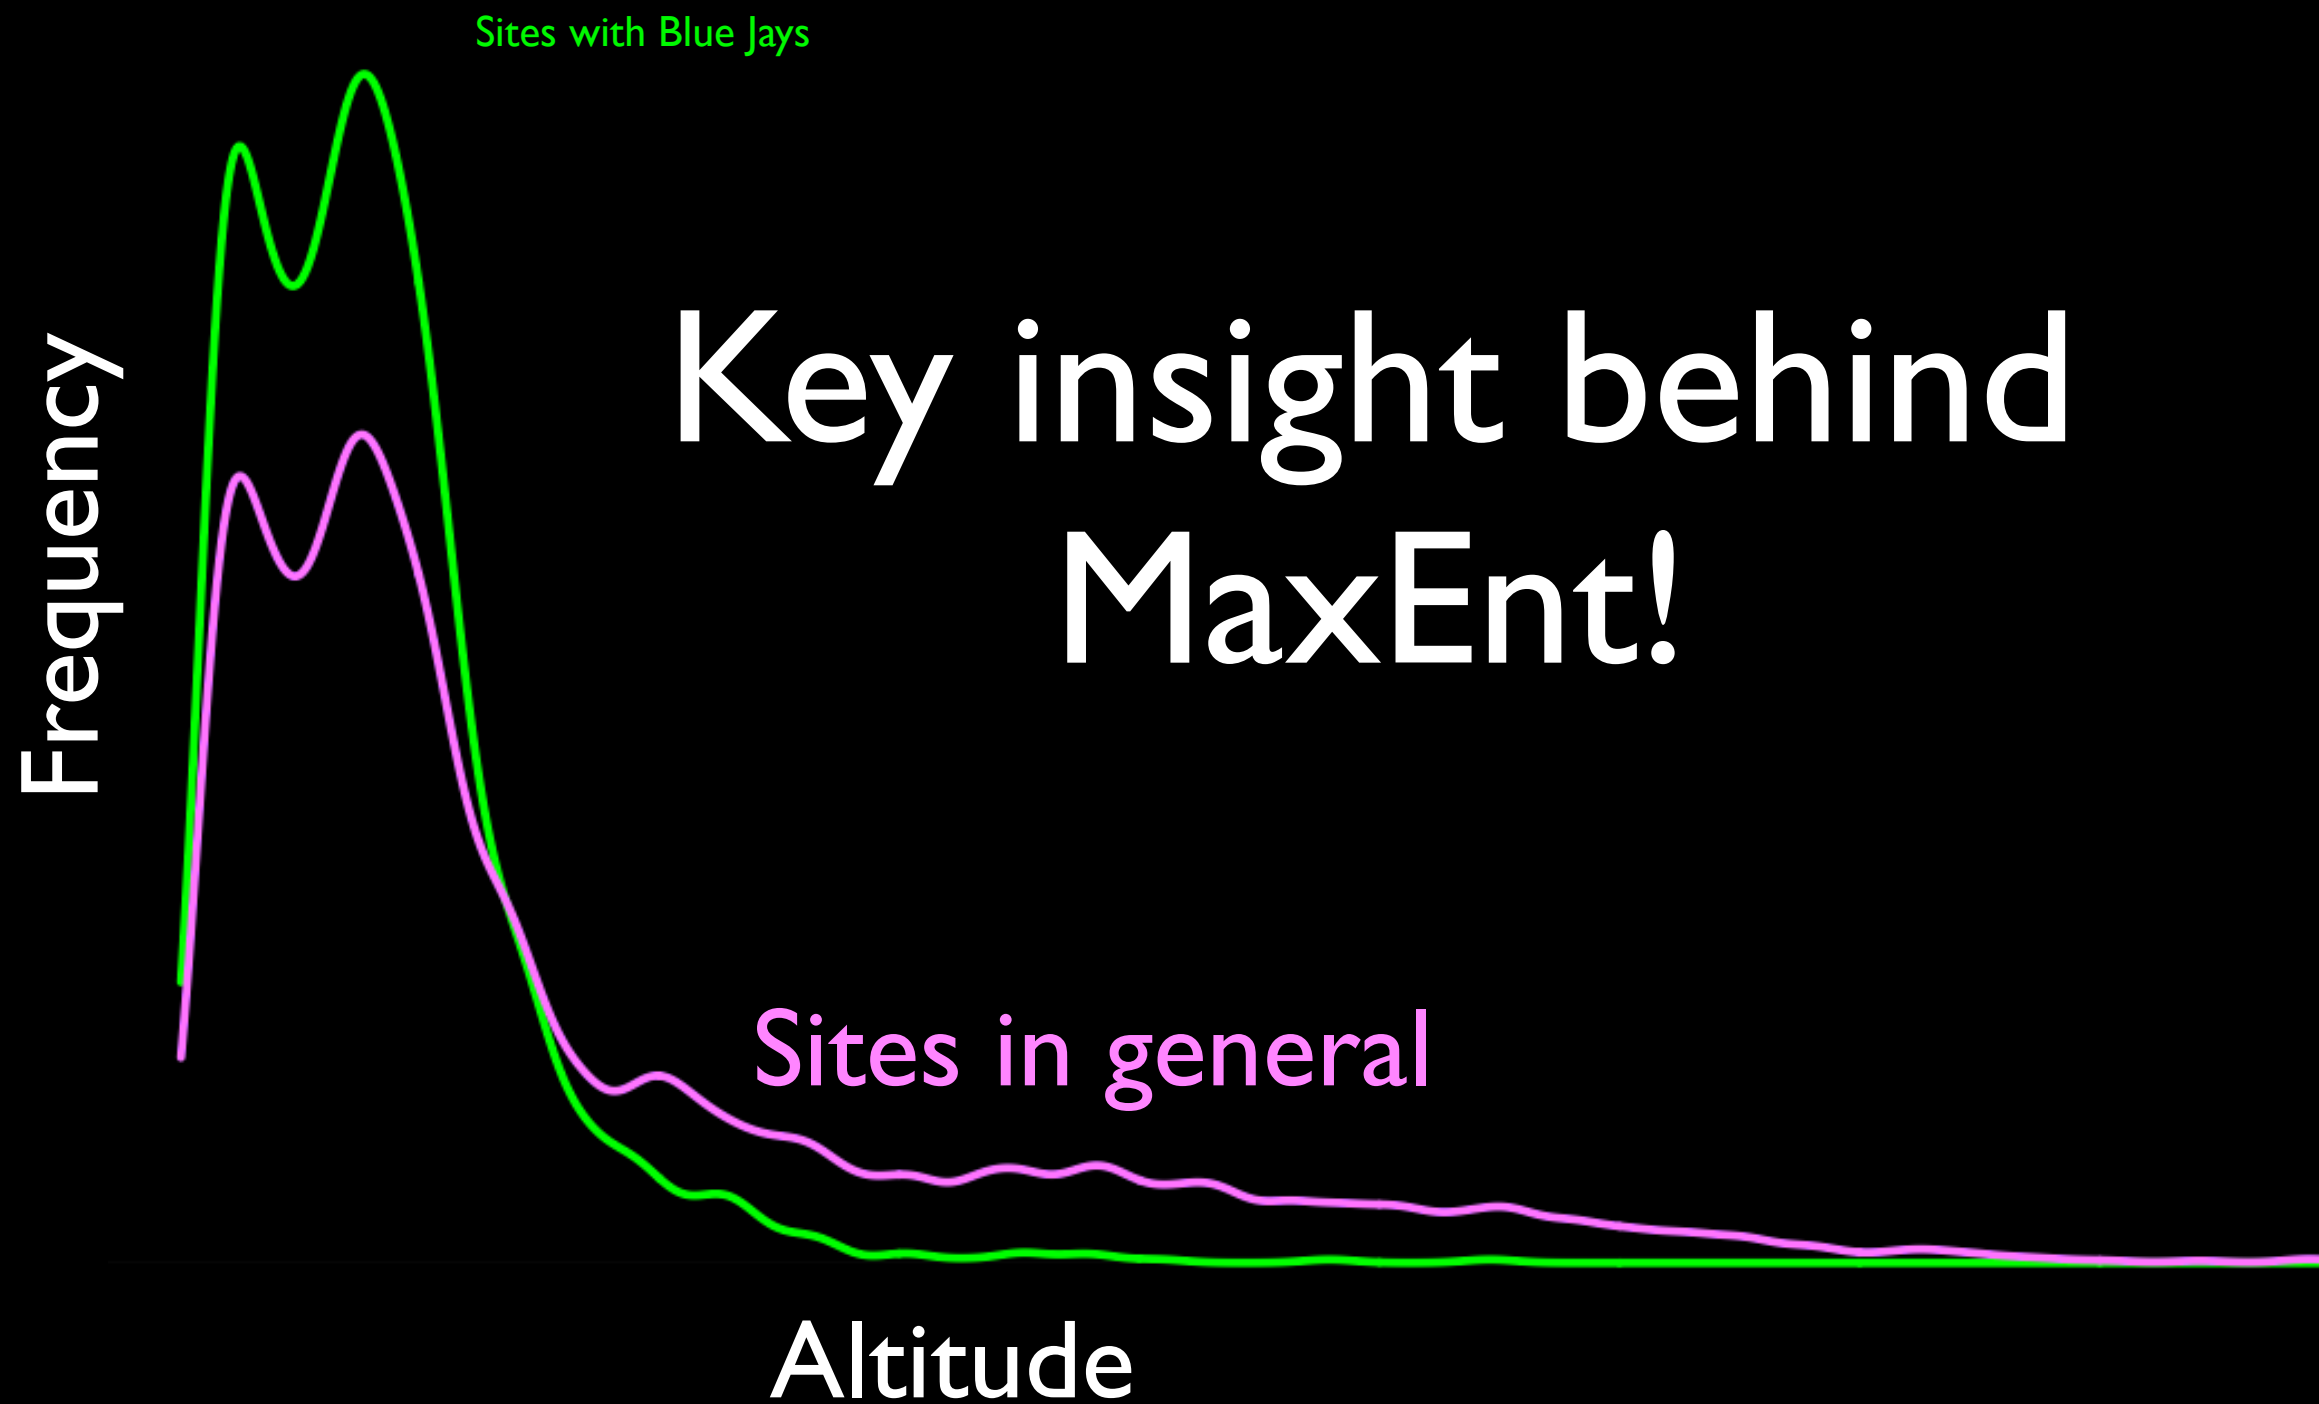 Sites with Blue Jays
Key insight behind
MaxEnt!
Frequency
Sites in general
Altitude